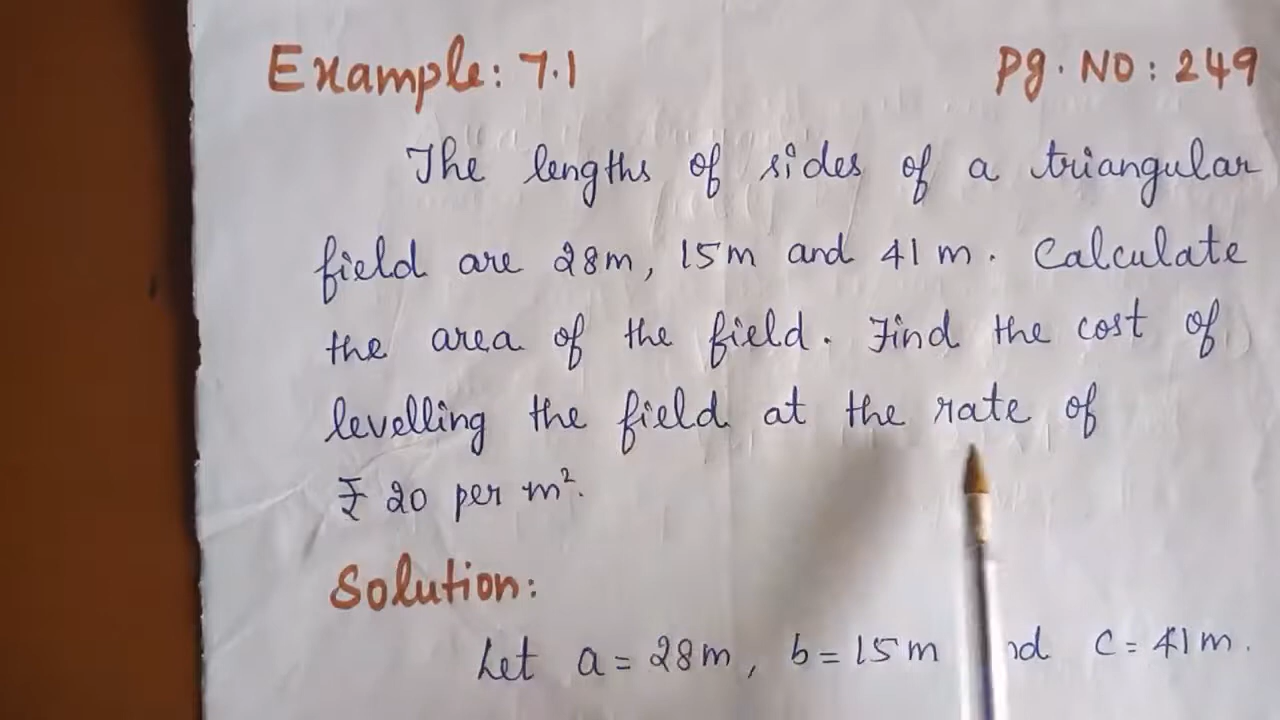 Example: 7.1 Pg. No: 249
The lengths of sides of a triangular
field are 28m, 15m and 41 m. Calculate
the area of the field. Find the cost of
levelling the field at the rate of
₹ 20 per m².
Solution:
Let a = 28m, b = 15m c = 41m.